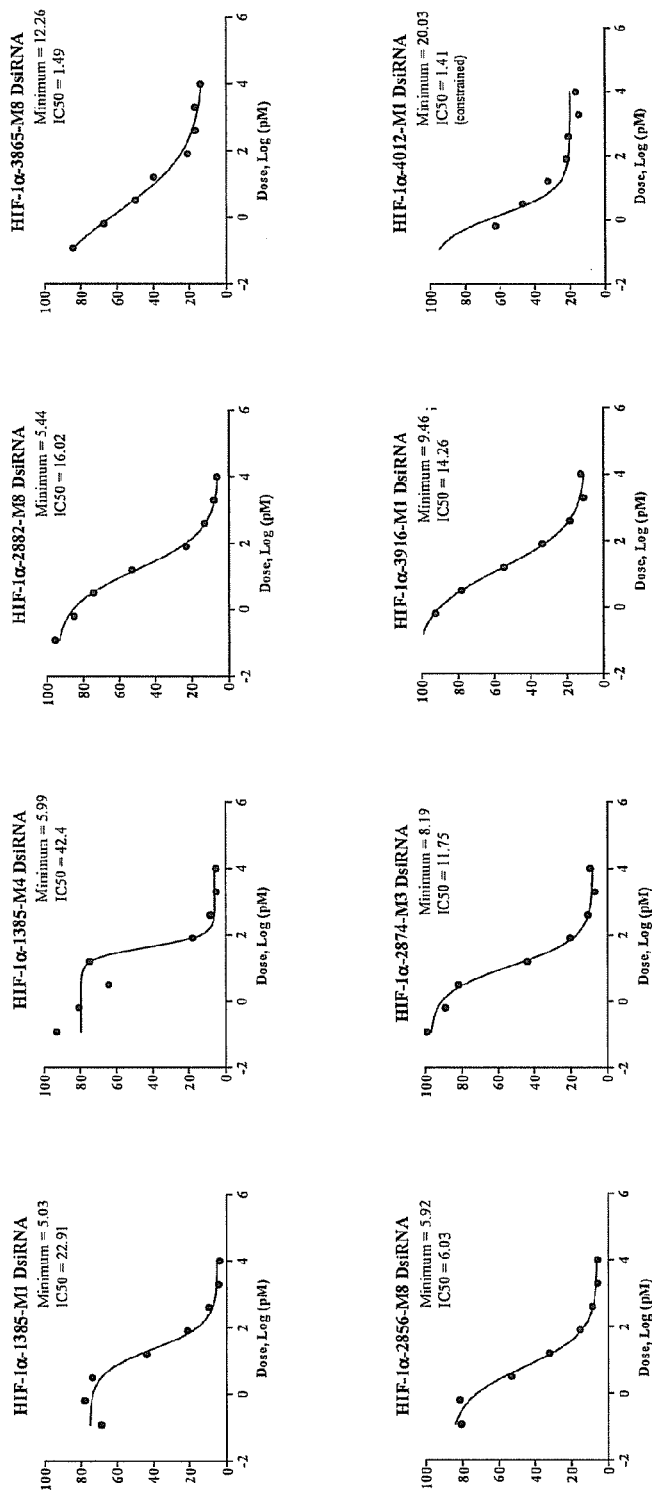 HIF-1α-1385-M1 DsiRNA
Minimum = 5.03
IC50 = 22.91
100
80
60
40
20
0
-2
0
2
4
6
Dose, Log (pM)
HIF-1α-1385-M4 DsiRNA
Minimum = 5.99
IC50 = 42.4
100
80
60
40
20
0
-2
0
2
4
6
Dose, Log (pM)
HIF-1α-2882-M8 DsiRNA
Minimum = 5.44
IC50 = 16.02
100
80
60
40
20
0
-2
0
2
4
6
Dose, Log (pM)
HIF-1α-3865-M8 DsiRNA
Minimum = 12.26
IC50 = 1.49
100
80
60
40
20
0
-2
0
2
4
6
Dose, Log (pM)
HIF-1α-2856-M8 DsiRNA
Minimum = 5.92
IC50 = 6.03
100
80
60
40
20
0
-2
0
2
4
6
Dose, Log (pM)
HIF-1α-2874-M3 DsiRNA
Minimum = 8.19
IC50 = 11.75
100
80
60
40
20
0
-2
0
2
4
6
Dose, Log (pM)
HIF-1α-3916-M1 DsiRNA
Minimum = 9.46 ;
IC50 = 14.26
100
80
60
40
20
0
-2
0
2
4
6
Dose, Log (pM)
HIF-1α-4012-M1 DsiRNA
Minimum = 20.03
IC50 = 1.41
(constrained)
100
80
60
40
20
0
-2
0
2
4
6
Dose, Log (pM)